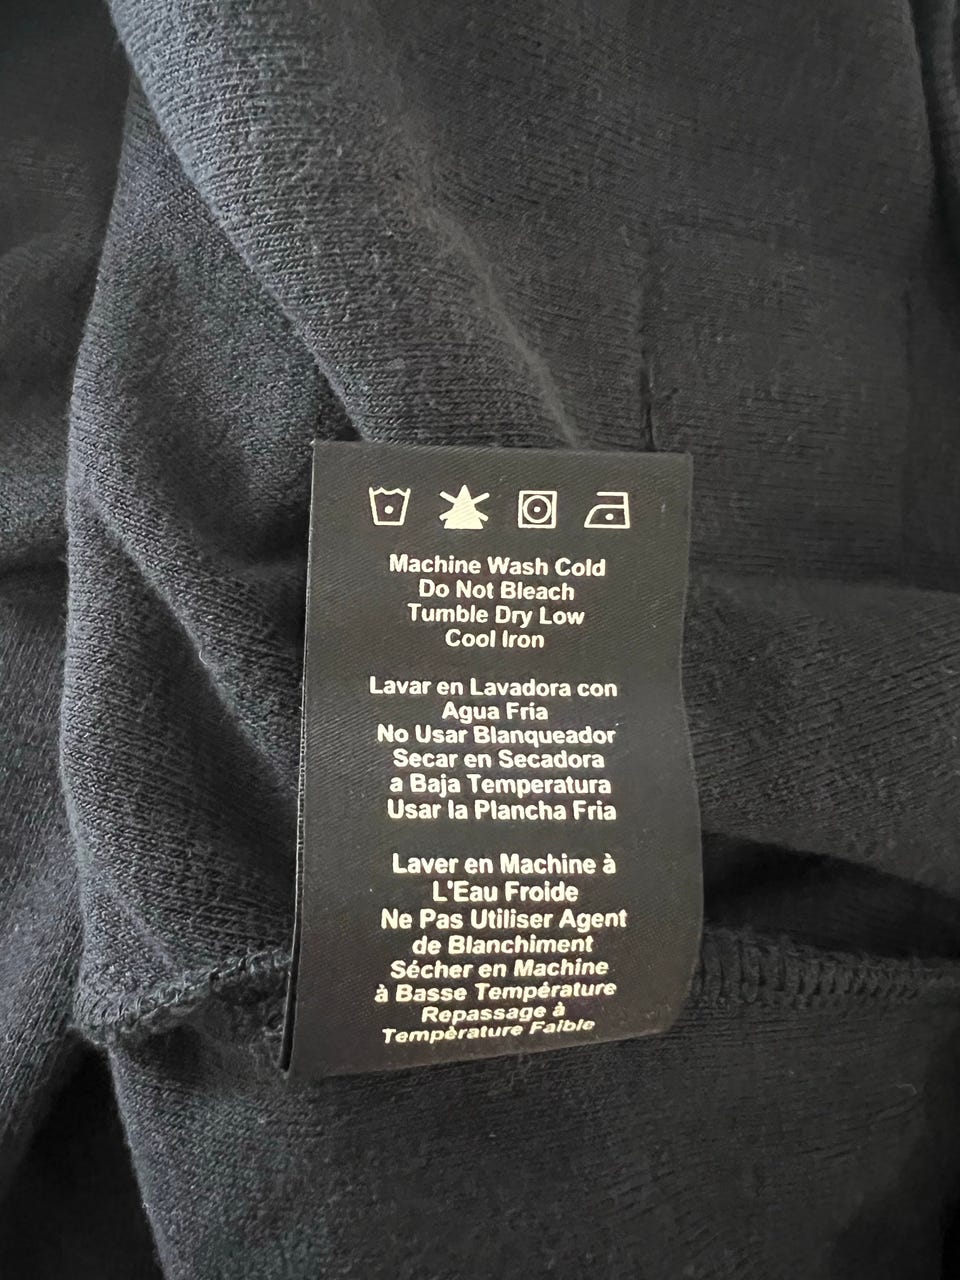 Machine Wash Cold
Do Not Bleach
Tumble Dry Low
Cool Iron
Lavar en Lavadora con
Agua Fria
No Usar Blanqueador
Secar en Secadora
a Baja Temperatura
Usar la Plancha Fria
Laver en Machine à
L'Eau Froide
Ne Pas Utiliser Agent
de Blanchiment
Sécher en Machine
à Basse Température
Repassage à
Température Faible